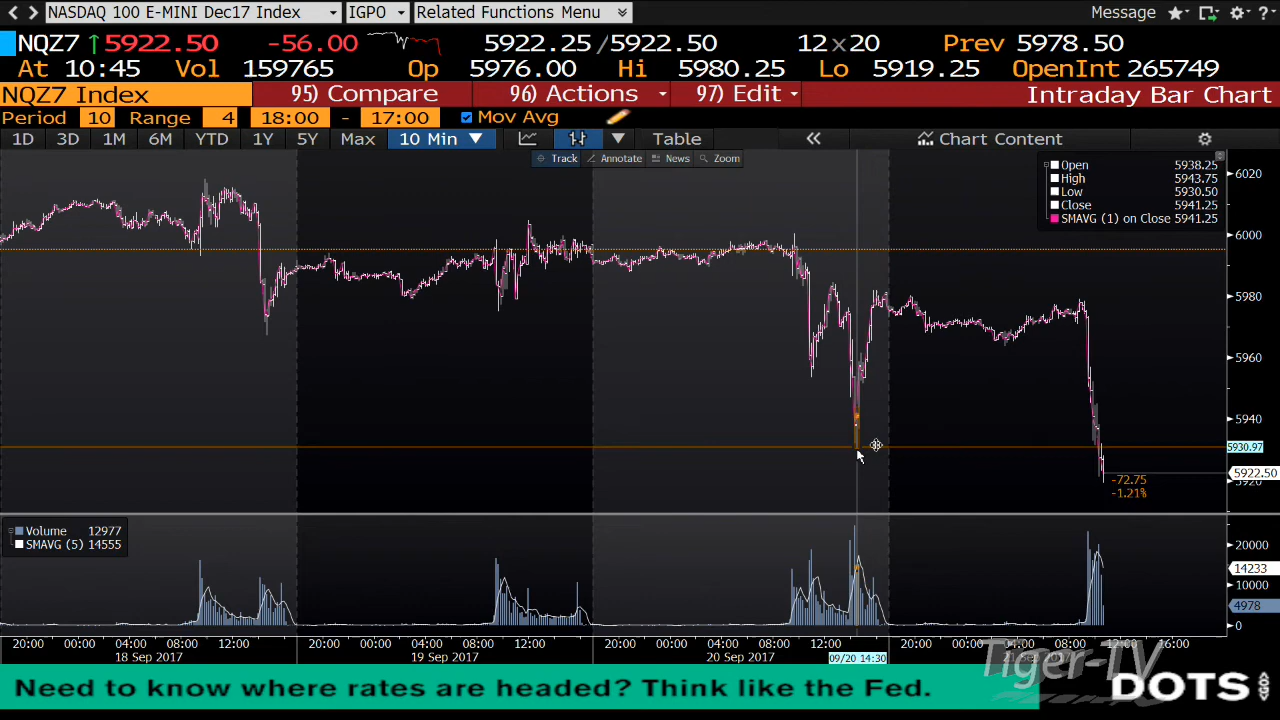 NASDAQ 100 E-MINI Dec17 Index IGPO Related Functions Menu Message
NQZ7 ↑5922.50 -56.00 5922.25/5922.50 12x20 Prev 5978.50
At 10:45 Vol 159765 Op 5976.00 Hi 5980.25 Lo 5919.25 OpenInt 265749
NQZ7 Index 95) Compare 96) Actions 97) Edit Intraday Bar Chart
Period 10 Range 4 18:00 - 17:00 Mov Avg
1D 3D 1M 6M YTD 1Y 5Y Max 10 Min Table Chart Content
Track Annotate News Zoom
Open 5938.25
High 5943.75
Low 5930.50
Close 5941.25
SMAVG (1) on Close 5941.25
6020
6000
5980
5960
5940
5930.97
5922.50
5920
-72.75
-1.21%
Volume 12977
SMAVG (5) 14555
20000
14233
10000
4978
0
20:00 00:00 04:00 08:00 12:00 20:00 00:00 04:00 08:00 12:00 20:00 00:00 04:00 08:00 12:00 20:00 00:00 04:00 08:00 12:00 16:00
18 Sep 2017 19 Sep 2017 20 Sep 2017 09/20 14:30 21 Sep 2017
Tiger-TV
Need to know where rates are headed? Think like the Fed. DOTS